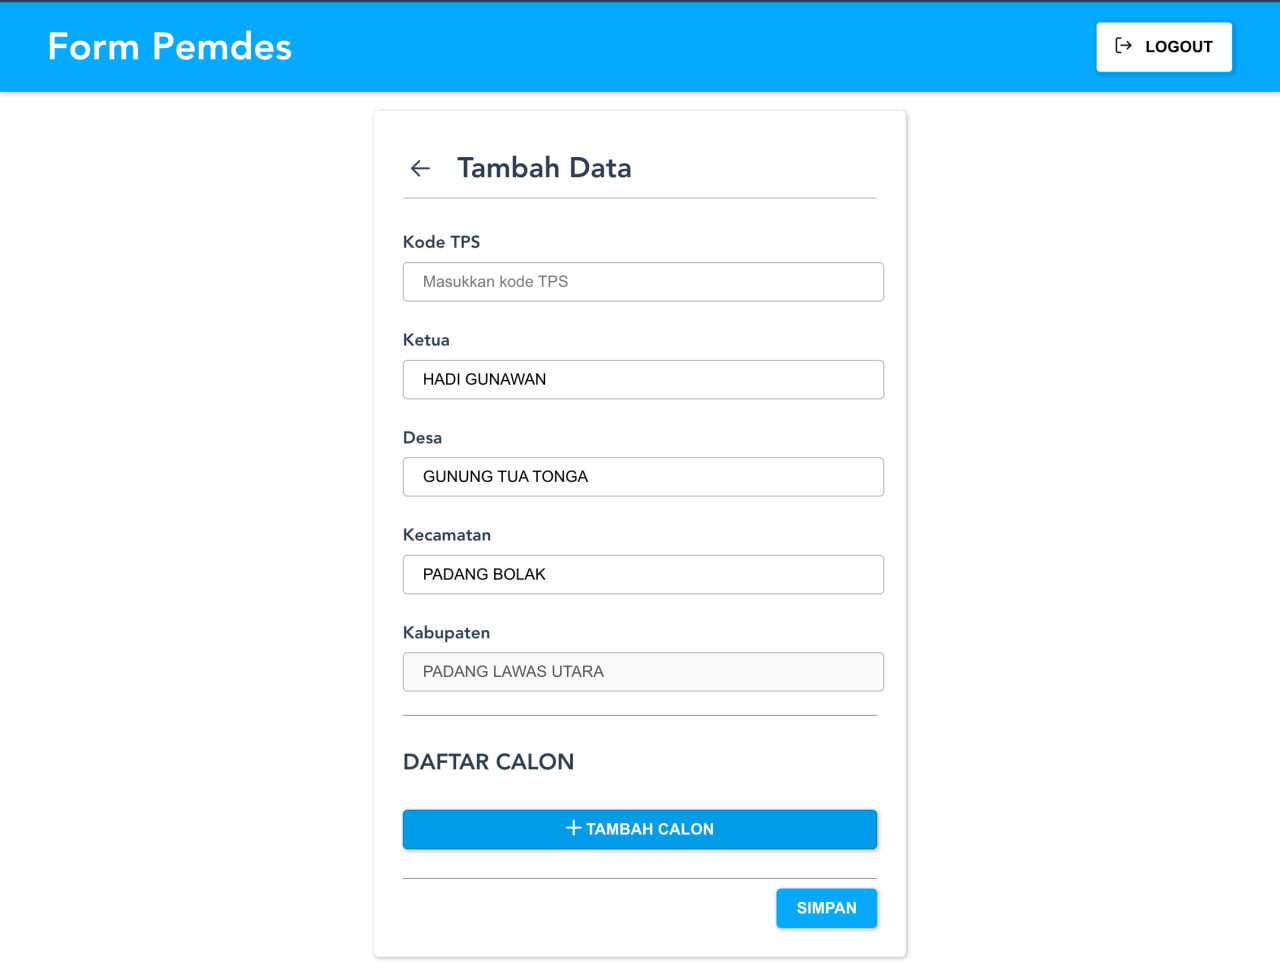 Form Pemdes
LOGOUT
Tambah Data
Kode TPS
Masukkan kode TPS
Ketua
HADI GUNAWAN
Desa
GUNUNG TUA TONGA
Kecamatan
PADANG BOLAK
Kabupaten
PADANG LAWAS UTARA
DAFTAR CALON
TAMBAH CALON
SIMPAN